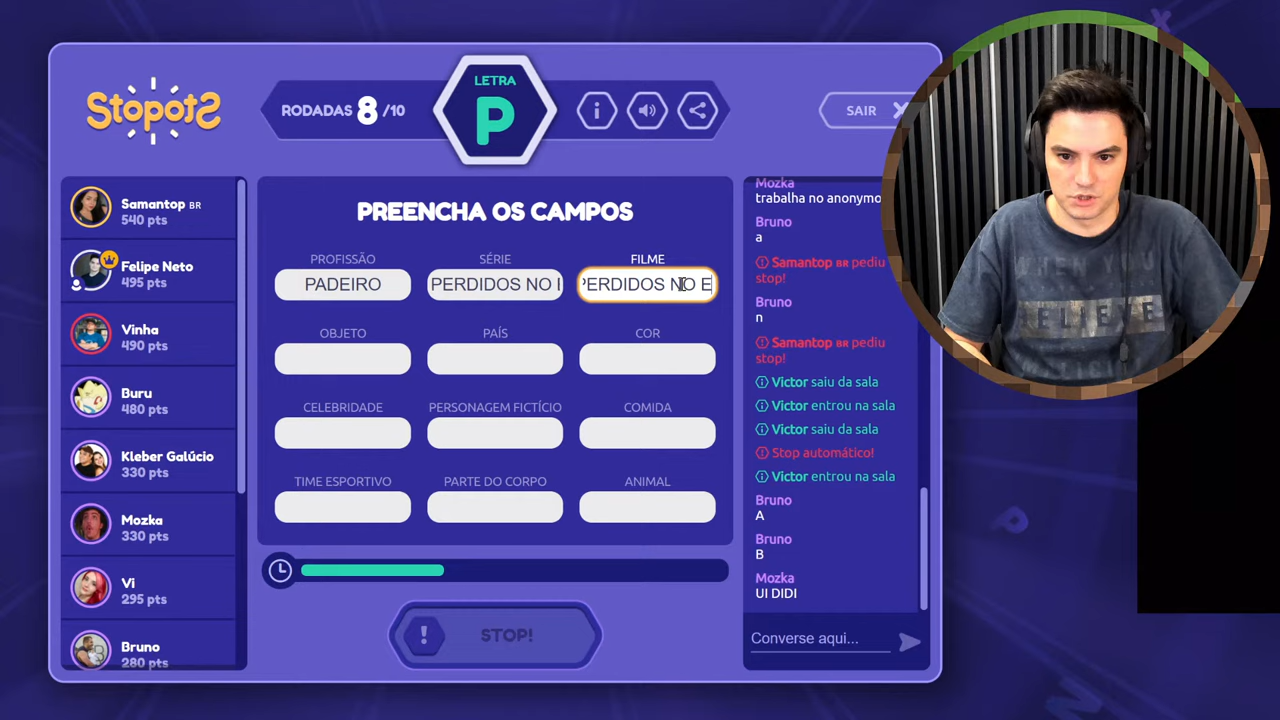 StopotS
RODADAS 8 /10
LETRA
P
SAIR
Samantop BR
540 pts
Felipe Neto
495 pts
Vinha
490 pts
Buru
480 pts
Kleber Galúcio
330 pts
Mozka
330 pts
Vi
295 pts
Bruno
280 pts
PREENCHA OS CAMPOS
PROFISSÃO
SÉRIE
FILME
PADEIRO
PERDIDOS NO
PERDIDOS NO E
OBJETO
PAÍS
COR
CELEBRIDADE
PERSONAGEM FICTÍCIO
COMIDA
TIME ESPORTIVO
PARTE DO CORPO
ANIMAL
! STOP!
Mozka
trabalha no anonymo
Bruno
a
Samantop BR pediu
stop!
Bruno
n
Samantop BR pediu
stop!
Victor saiu da sala
Victor entrou na sala
Victor saiu da sala
Stop automático!
Victor entrou na sala
Bruno
A
Bruno
B
Mozka
UI DIDI
Converse aqui...
BELIEVE